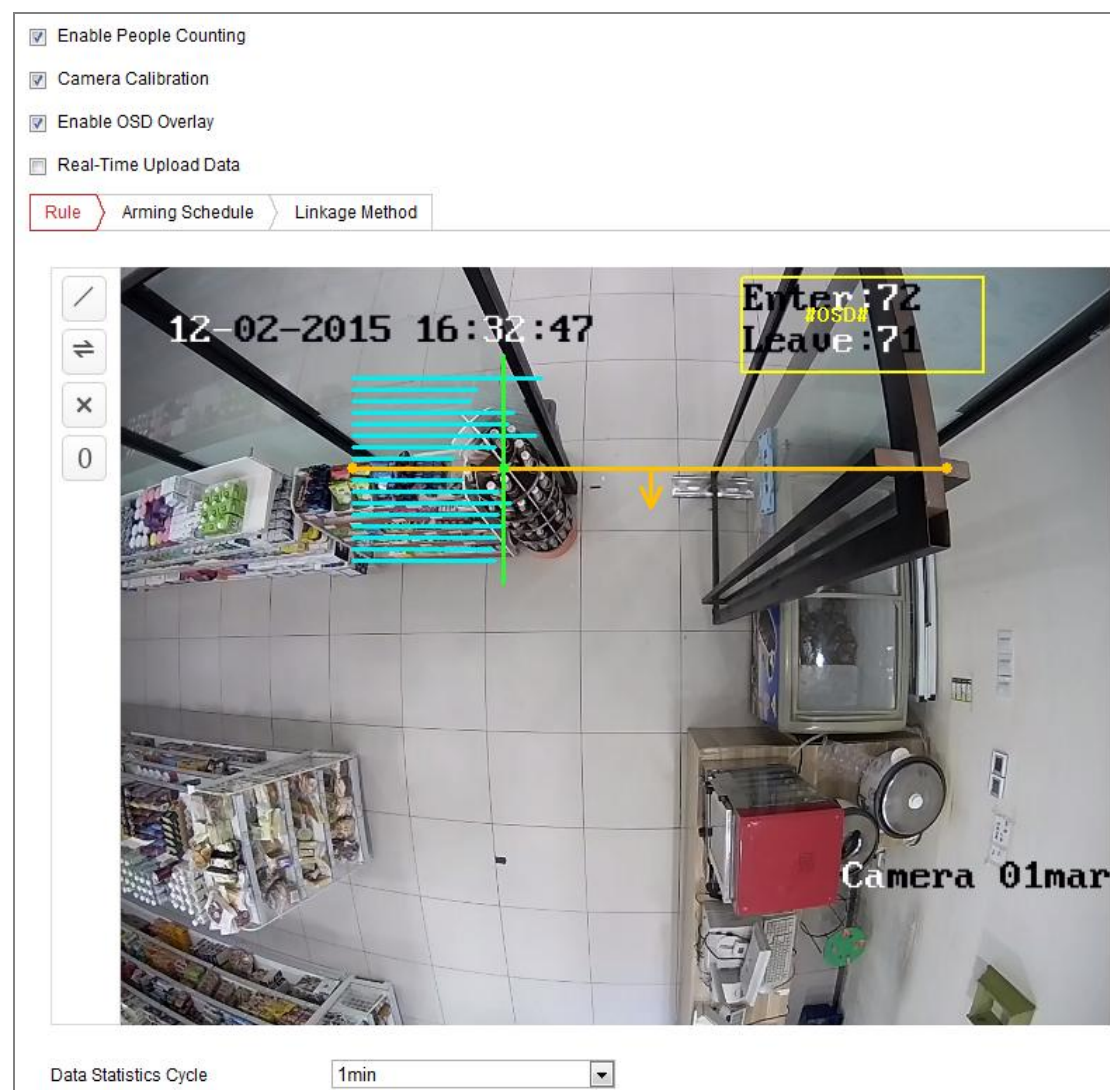 Enable People Counting
Camera Calibration
Enable OSD Overlay
Real-Time Upload Data
Rule
Arming Schedule
Linkage Method
12-02-2015 16:32:47
Enter:72
#OSD#
Leave:71
0
Camera 01mar
Data Statistics Cycle
1min